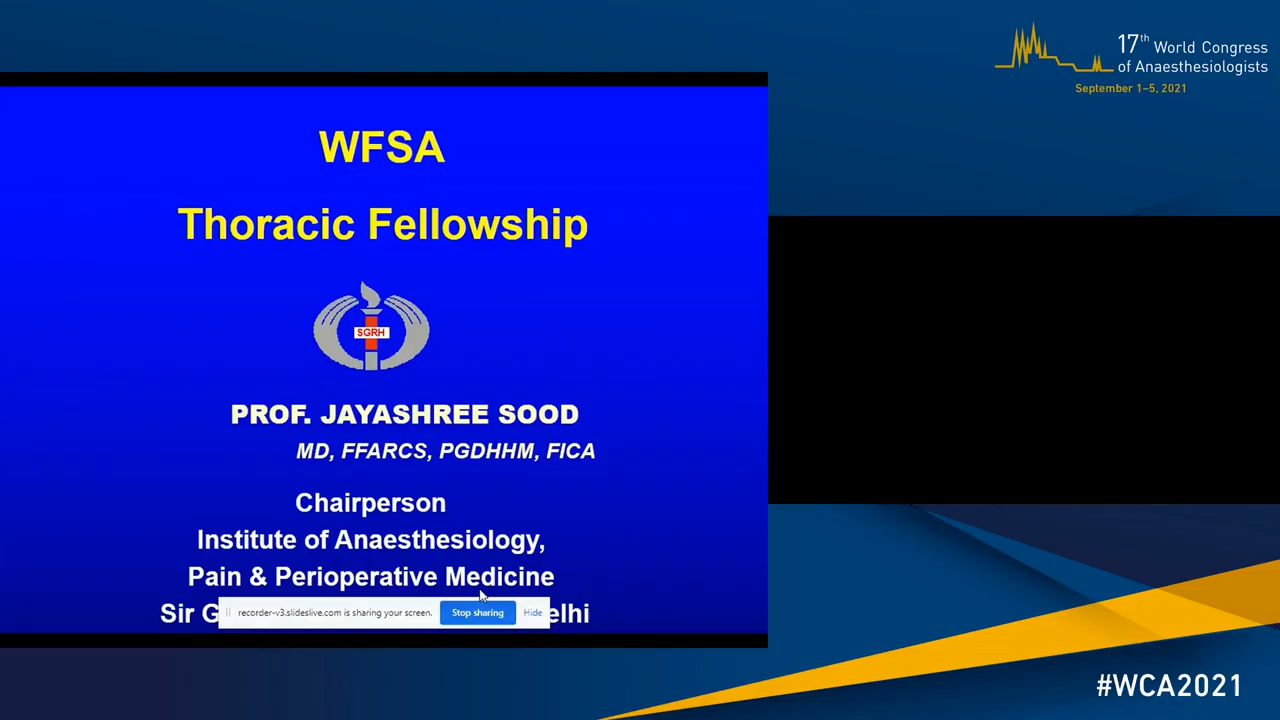 17th World Congress
of Anaesthesiologists
September 1–5, 2021
WFSA
Thoracic Fellowship
SGRH
PROF. JAYASHREE SOOD
MD, FFARCS, PGDHHM, FICA
Chairperson
Institute of Anaesthesiology,
Pain & Perioperative Medicine
Sir
recorder-v3.slideslive.com is sharing your screen.
Stop sharing
Hide
#WCA2021